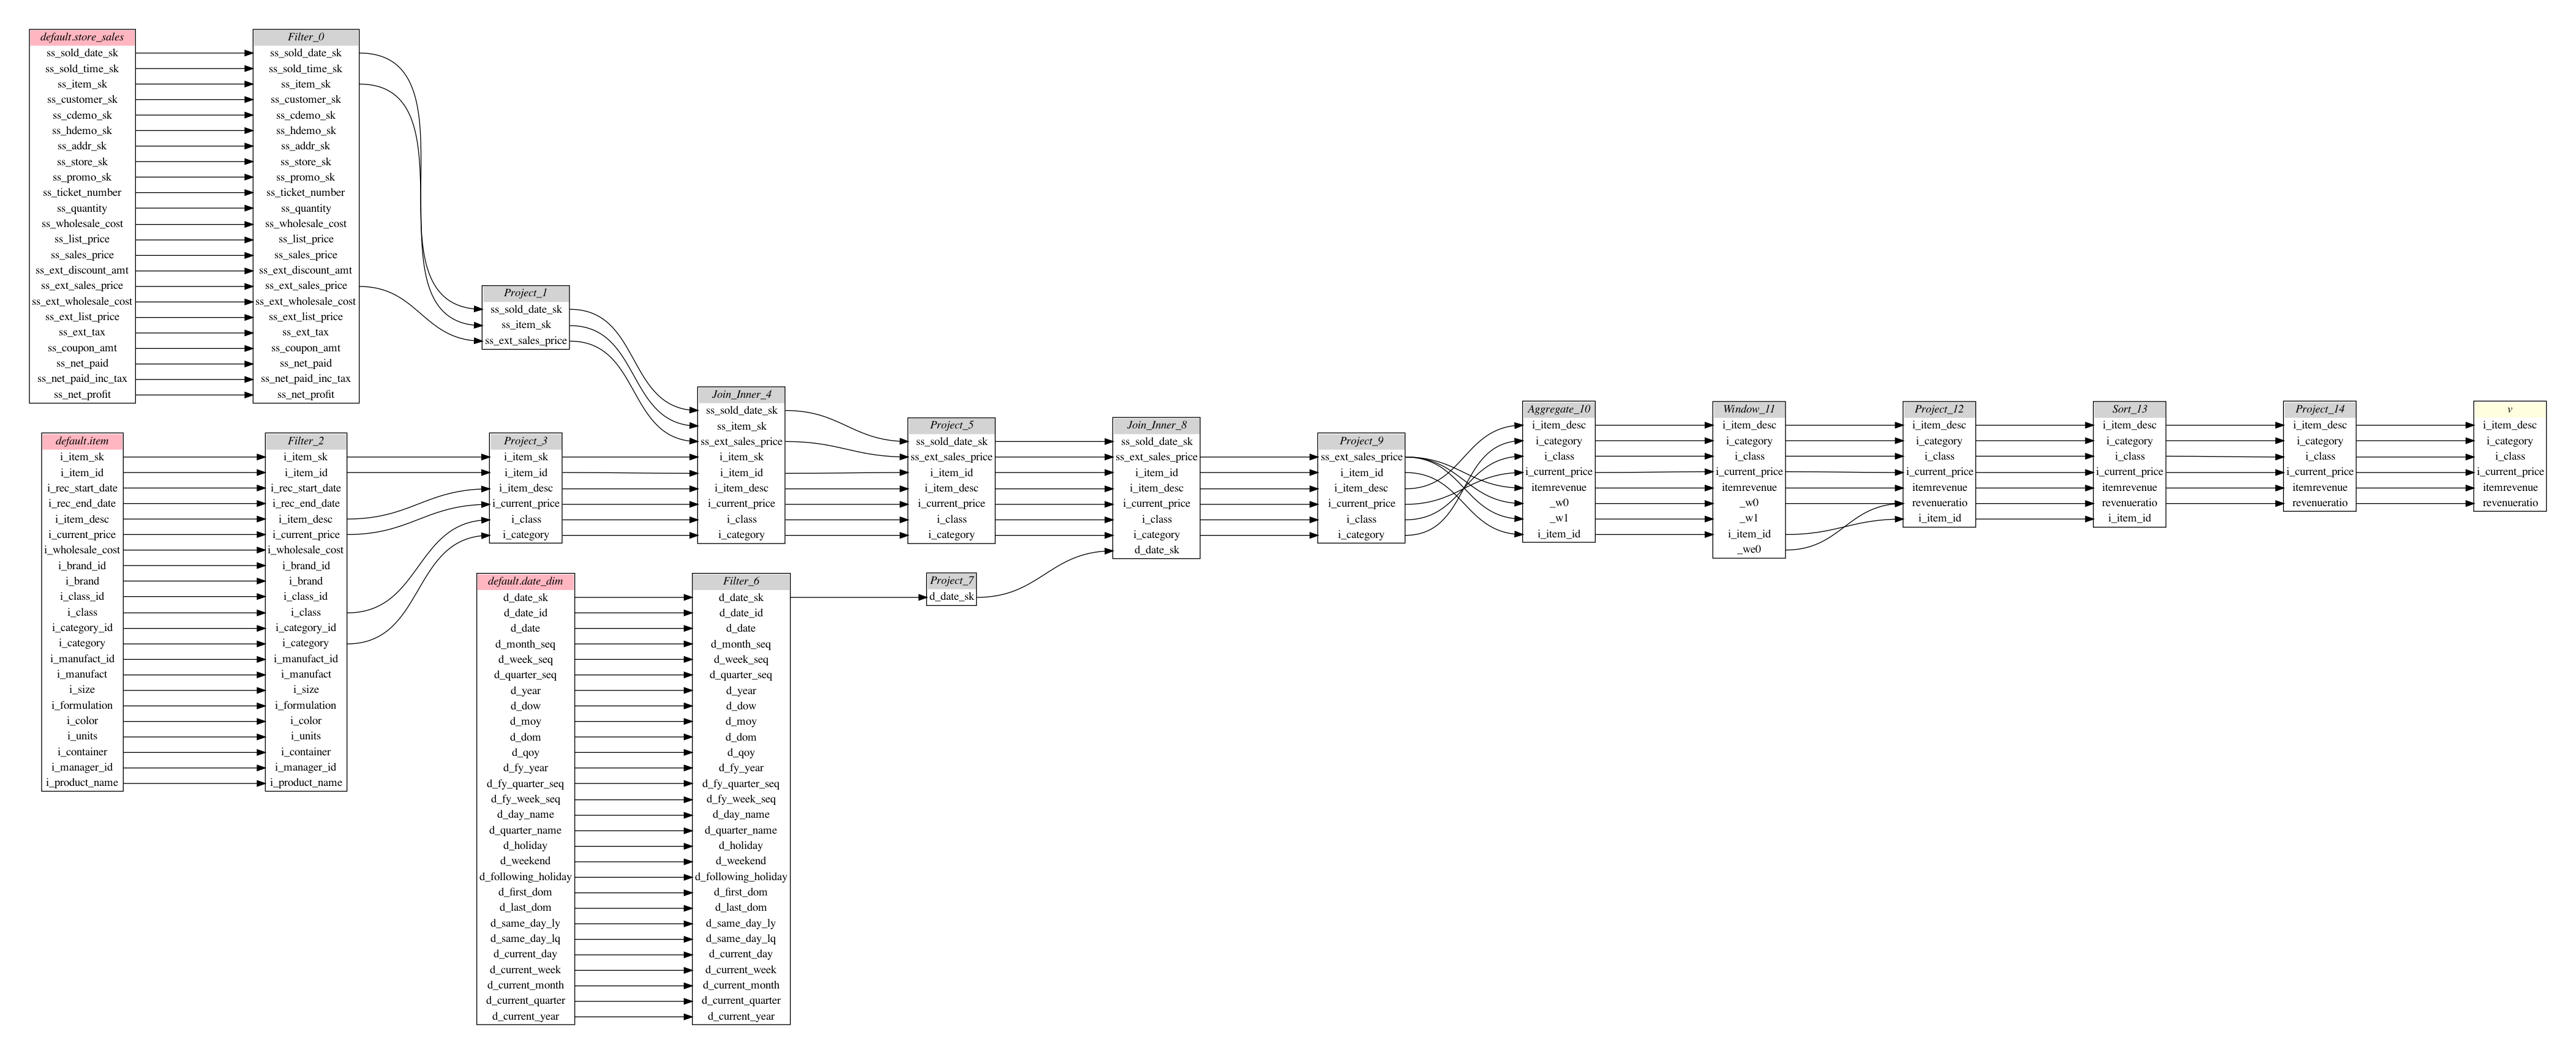 default.store_sales
ss_sold_date_sk
ss_sold_time_sk
ss_item_sk
ss_customer_sk
ss_cdemo_sk
ss_hdemo_sk
ss_addr_sk
ss_store_sk
ss_promo_sk
ss_ticket_number
ss_quantity
ss_wholesale_cost
ss_list_price
ss_sales_price
ss_ext_discount_amt
ss_ext_sales_price
ss_ext_wholesale_cost
ss_ext_list_price
ss_ext_tax
ss_coupon_amt
ss_net_paid
ss_net_paid_inc_tax
ss_net_profit
Filter_0
ss_sold_date_sk
ss_sold_time_sk
ss_item_sk
ss_customer_sk
ss_cdemo_sk
ss_hdemo_sk
ss_addr_sk
ss_store_sk
ss_promo_sk
ss_ticket_number
ss_quantity
ss_wholesale_cost
ss_list_price
ss_sales_price
ss_ext_discount_amt
ss_ext_sales_price
ss_ext_wholesale_cost
ss_ext_list_price
ss_ext_tax
ss_coupon_amt
ss_net_paid
ss_net_paid_inc_tax
ss_net_profit
Project_1
ss_sold_date_sk
ss_item_sk
ss_ext_sales_price
default.item
i_item_sk
i_item_id
i_rec_start_date
i_rec_end_date
i_item_desc
i_current_price
i_wholesale_cost
i_brand_id
i_brand
i_class_id
i_class
i_category_id
i_category
i_manufact_id
i_manufact
i_size
i_formulation
i_color
i_units
i_container
i_manager_id
i_product_name
Filter_2
i_item_sk
i_item_id
i_rec_start_date
i_rec_end_date
i_item_desc
i_current_price
i_wholesale_cost
i_brand_id
i_brand
i_class_id
i_class
i_category_id
i_category
i_manufact_id
i_manufact
i_size
i_formulation
i_color
i_units
i_container
i_manager_id
i_product_name
Project_3
i_item_sk
i_item_id
i_item_desc
i_current_price
i_class
i_category
Join_Inner_4
ss_sold_date_sk
ss_item_sk
ss_ext_sales_price
i_item_sk
i_item_id
i_item_desc
i_current_price
i_class
i_category
Project_5
ss_sold_date_sk
ss_ext_sales_price
i_item_id
i_item_desc
i_current_price
i_class
i_category
default.date_dim
d_date_sk
d_date_id
d_date
d_month_seq
d_week_seq
d_quarter_seq
d_year
d_dow
d_moy
d_dom
d_qoy
d_fy_year
d_fy_quarter_seq
d_fy_week_seq
d_day_name
d_quarter_name
d_holiday
d_weekend
d_following_holiday
d_first_dom
d_last_dom
d_same_day_ly
d_same_day_lq
d_current_day
d_current_week
d_current_month
d_current_quarter
d_current_year
Filter_6
d_date_sk
d_date_id
d_date
d_month_seq
d_week_seq
d_quarter_seq
d_year
d_dow
d_moy
d_dom
d_qoy
d_fy_year
d_fy_quarter_seq
d_fy_week_seq
d_day_name
d_quarter_name
d_holiday
d_weekend
d_following_holiday
d_first_dom
d_last_dom
d_same_day_ly
d_same_day_lq
d_current_day
d_current_week
d_current_month
d_current_quarter
d_current_year
Project_7
d_date_sk
Join_Inner_8
ss_sold_date_sk
ss_ext_sales_price
i_item_id
i_item_desc
i_current_price
i_class
i_category
d_date_sk
Project_9
ss_ext_sales_price
i_item_id
i_item_desc
i_current_price
i_class
i_category
Aggregate_10
i_item_desc
i_category
i_class
i_current_price
itemrevenue
_w0
_w1
i_item_id
Window_11
i_item_desc
i_category
i_class
i_current_price
itemrevenue
_w0
_w1
i_item_id
_we0
Project_12
i_item_desc
i_category
i_class
i_current_price
itemrevenue
revenueratio
i_item_id
Sort_13
i_item_desc
i_category
i_class
i_current_price
itemrevenue
revenueratio
i_item_id
Project_14
i_item_desc
i_category
i_class
i_current_price
itemrevenue
revenueratio
v
i_item_desc
i_category
i_class
i_current_price
itemrevenue
revenueratio